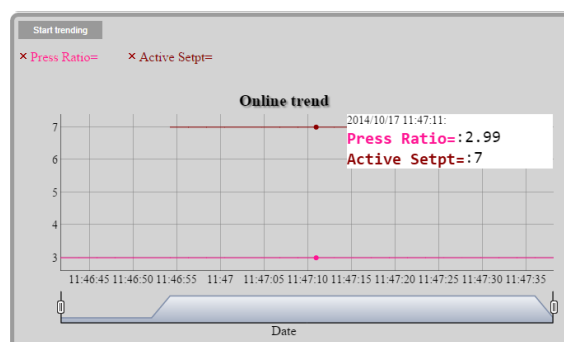 Start trending
× Press Ratio= × Active Setpt=
Online trend
2014/10/17 11:47:11:
Press Ratio=:2.99
Active Setpt=:7
7
6
5
4
3
11:46:45 11:46:50 11:46:55 11:47 11:47:05 11:47:10 11:47:15 11:47:20 11:47:25 11:47:30 11:47:35
Date